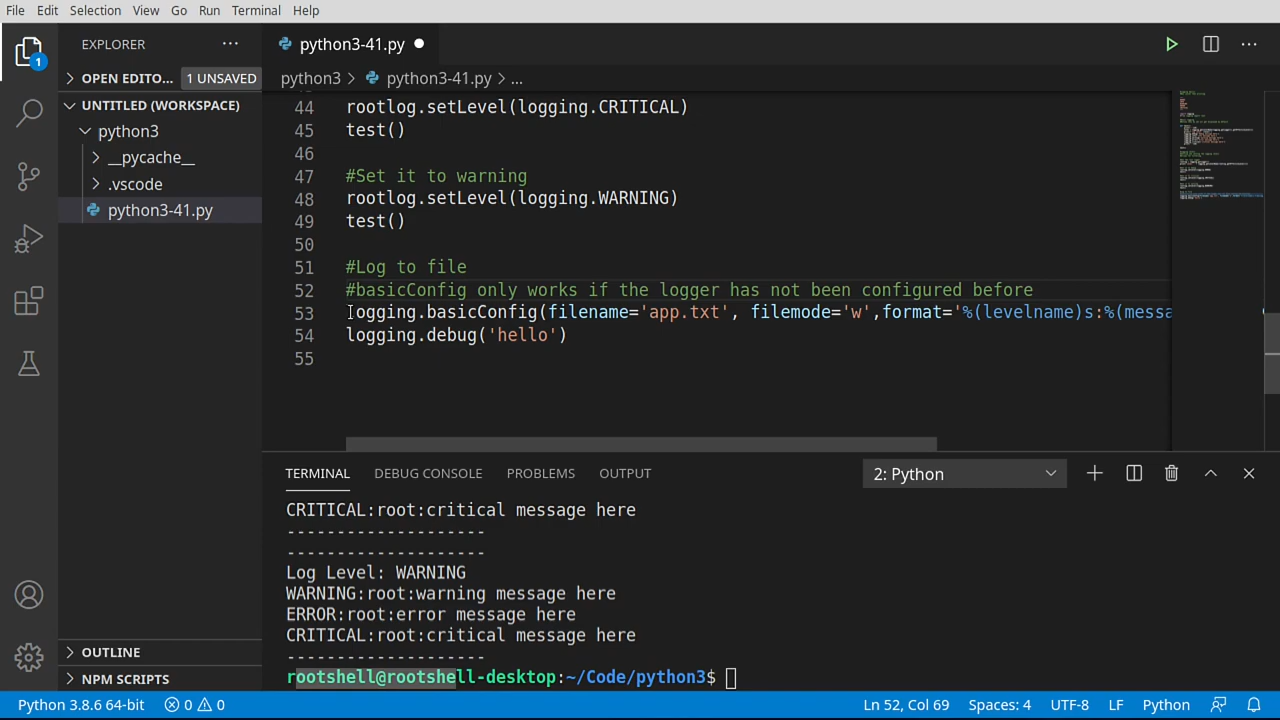 File Edit Selection View Go Run Terminal Help
EXPLORER ...
python3-41.py
OPEN EDITO... 1 UNSAVED
python3 > python3-41.py > ...
UNTITLED (WORKSPACE)
1
python3
__pycache__
.vscode
python3-41.py
44 rootlog.setLevel(logging.CRITICAL)
45 test()
46
47 #Set it to warning
48 rootlog.setLevel(logging.WARNING)
49 test()
50
51 #Log to file
52 #basicConfig only works if the logger has not been configured before
53 logging.basicConfig(filename='app.txt', filemode='w',format='%(levelname)s:%(messa
54 logging.debug('hello')
55
TERMINAL DEBUG CONSOLE PROBLEMS OUTPUT 2: Python
CRITICAL:root:critical message here
--------------------
--------------------
Log Level: WARNING
WARNING:root:warning message here
ERROR:root:error message here
CRITICAL:root:critical message here
--------------------
rootshell@rootshell-desktop:~/Code/python3$
OUTLINE
NPM SCRIPTS
Python 3.8.6 64-bit 0 0 Ln 52, Col 69 Spaces: 4 UTF-8 LF Python